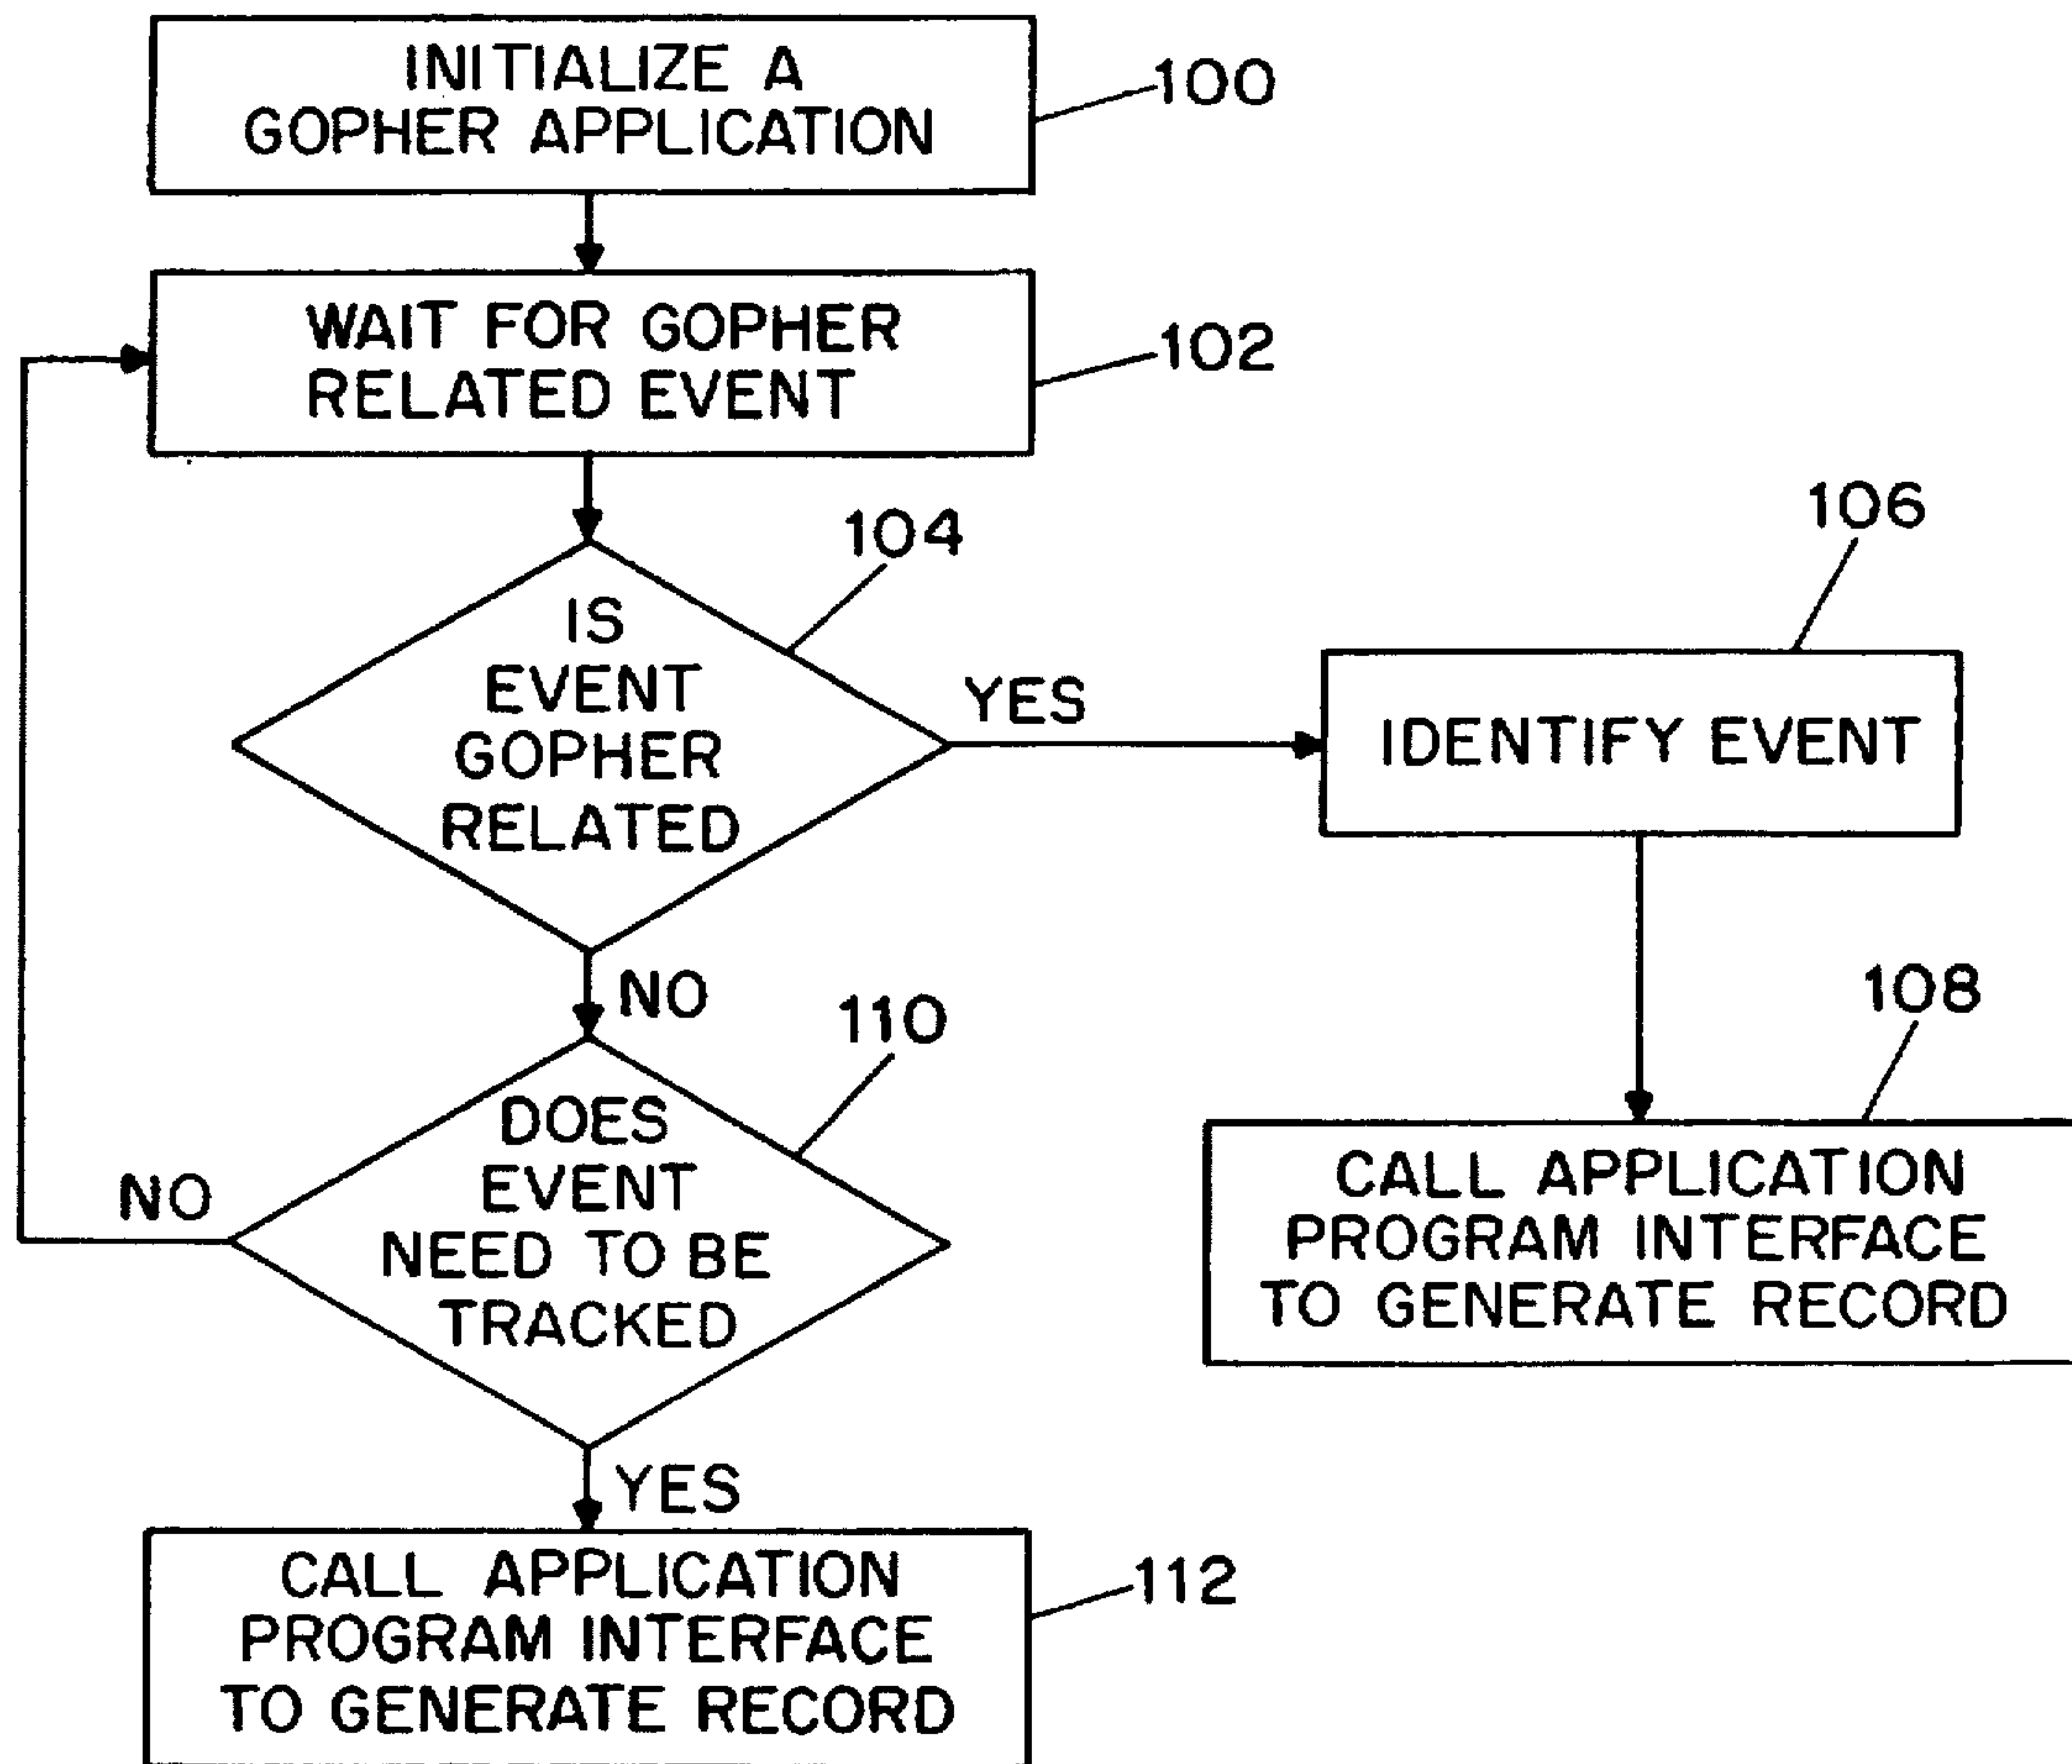 INITIALIZE A
GOPHER APPLICATION
100
WAIT FOR GOPHER
RELATED EVENT
102
104
IS
EVENT
GOPHER
RELATED
YES
106
IDENTIFY EVENT
NO
108
CALL APPLICATION
PROGRAM INTERFACE
TO GENERATE RECORD
110
DOES
EVENT
NEED TO BE
TRACKED
NO
YES
CALL APPLICATION
PROGRAM INTERFACE
TO GENERATE RECORD
112